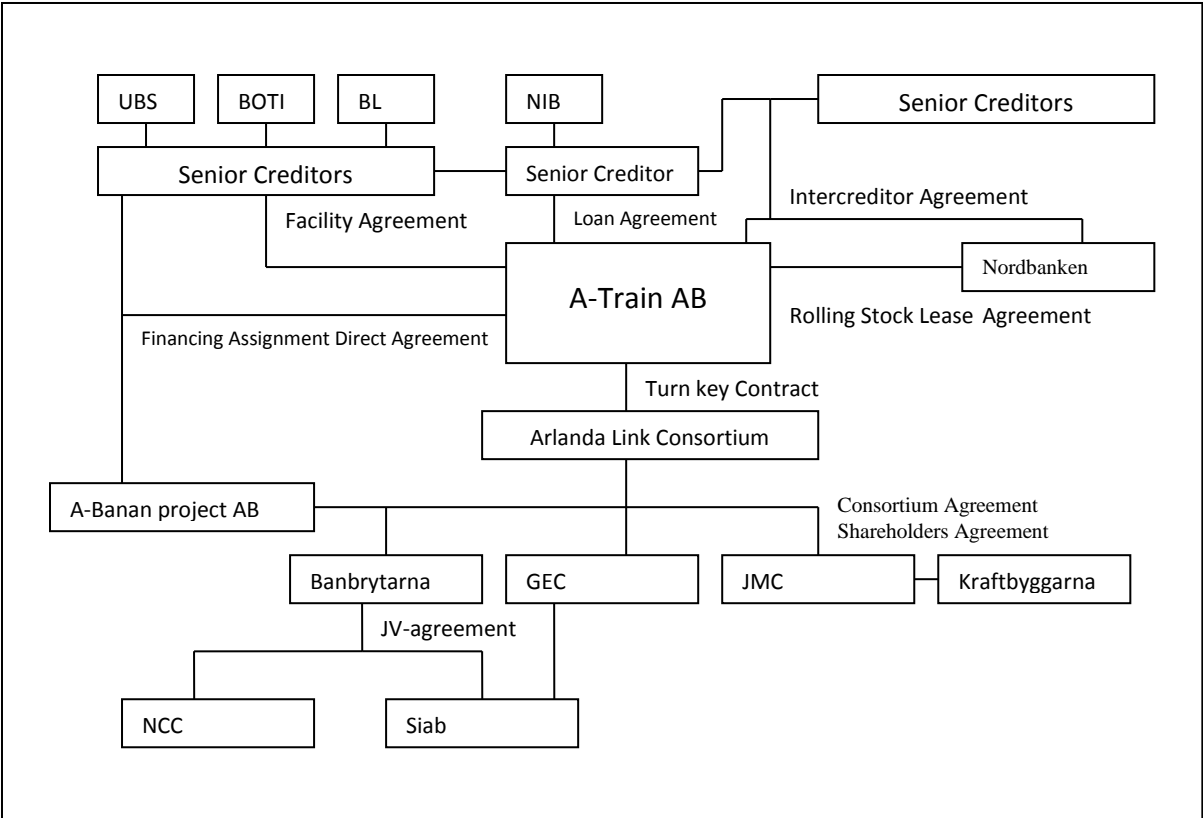 UBS
BOTI
BL
NIB
Senior Creditors
Senior Creditors
Senior Creditor
Intercreditor Agreement
Facility Agreement
Loan Agreement
Nordbanken
A-Train AB
Rolling Stock Lease Agreement
Financing Assignment Direct Agreement
Turn key Contract
Arlanda Link Consortium
A-Banan project AB
Consortium Agreement
Shareholders Agreement
Banbrytarna
GEC
JMC
Kraftbyggarna
JV-agreement
NCC
Siab